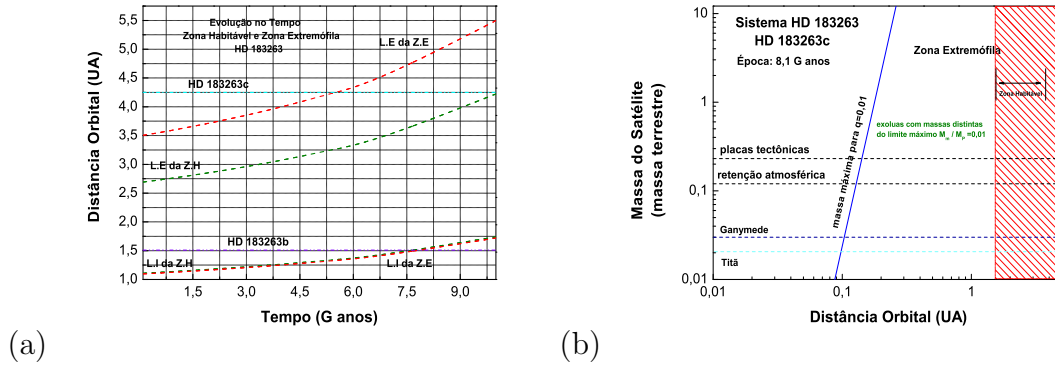 Evolução no Tempo
Zona Habitável e Zona Extremófila
HD 183263
L.E da Z.E
HD 183263c
L.E da Z.H
HD 183263b
L.I da Z.H
L.I da Z.E
Distância Orbital (UA)
5,5
5,0
4,5
4,0
3,5
3,0
2,5
2,0
1,5
1,0
1,5 3,0 4,5 6,0 7,5 9,0
Tempo (G anos)
(a)
Sistema HD 183263
HD 183263c
Época: 8,1 G anos
Zona Extremófila
Zona Habitável
massa máxima para q=0,01
exoluas com massas distintas
do limite máximo M_m / M_P =0,01
placas tectônicas
retenção atmosférica
Ganymede
Titã
Massa do Satélite
(massa terrestre)
10
1
0,1
0,01
0,01 0,1 1
Distância Orbital (UA)
(b)